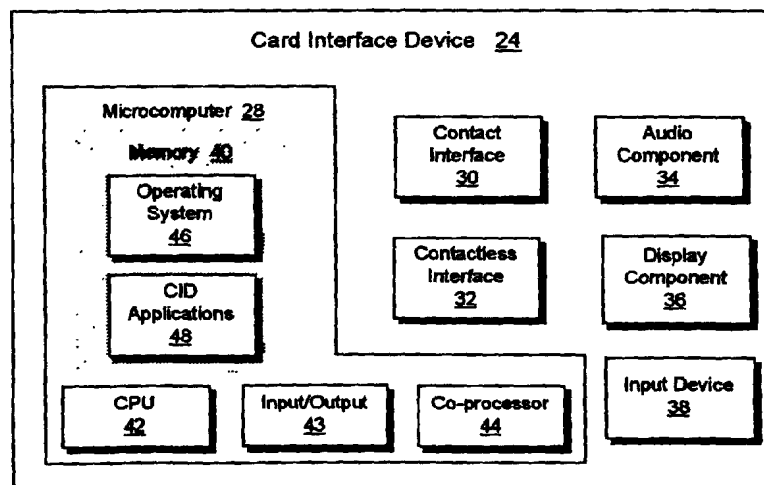 Card Interface Device 24
Microcomputer 28
Memory 40
Operating
System
46
CID
Applications
48
CPU
42
Input/Output
43
Co-processor
44
Contact
Interface
30
Audio
Component
34
Contactless
Interface
32
Display
Component
36
Input Device
38